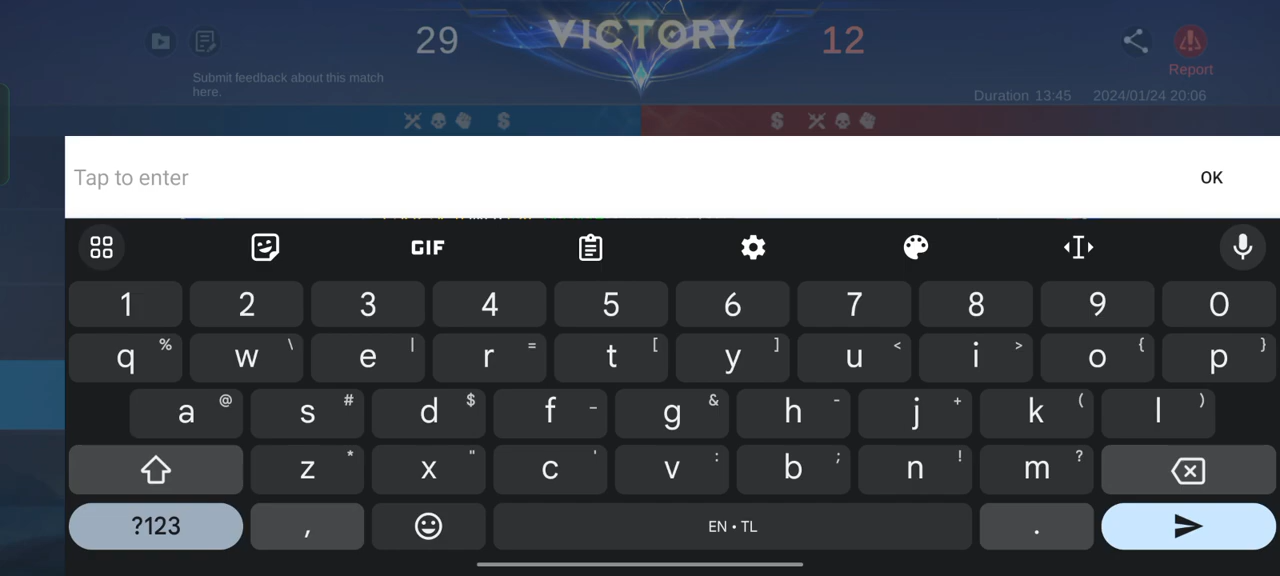 29 VICTORY 12
Submit feedback about this match
here.
Report
Duration 13:45 2024/01/24 20:06
$ $
Tap to enter OK
GIF
1 2 3 4 5 6 7 8 9 0
q % w \ e | r = t [ y ] u < i > o { p }
a @ s # d $ f _ g & h - j + k ( l )
z * x " c ' v : b ; n ! m ?
?123 , EN • TL .